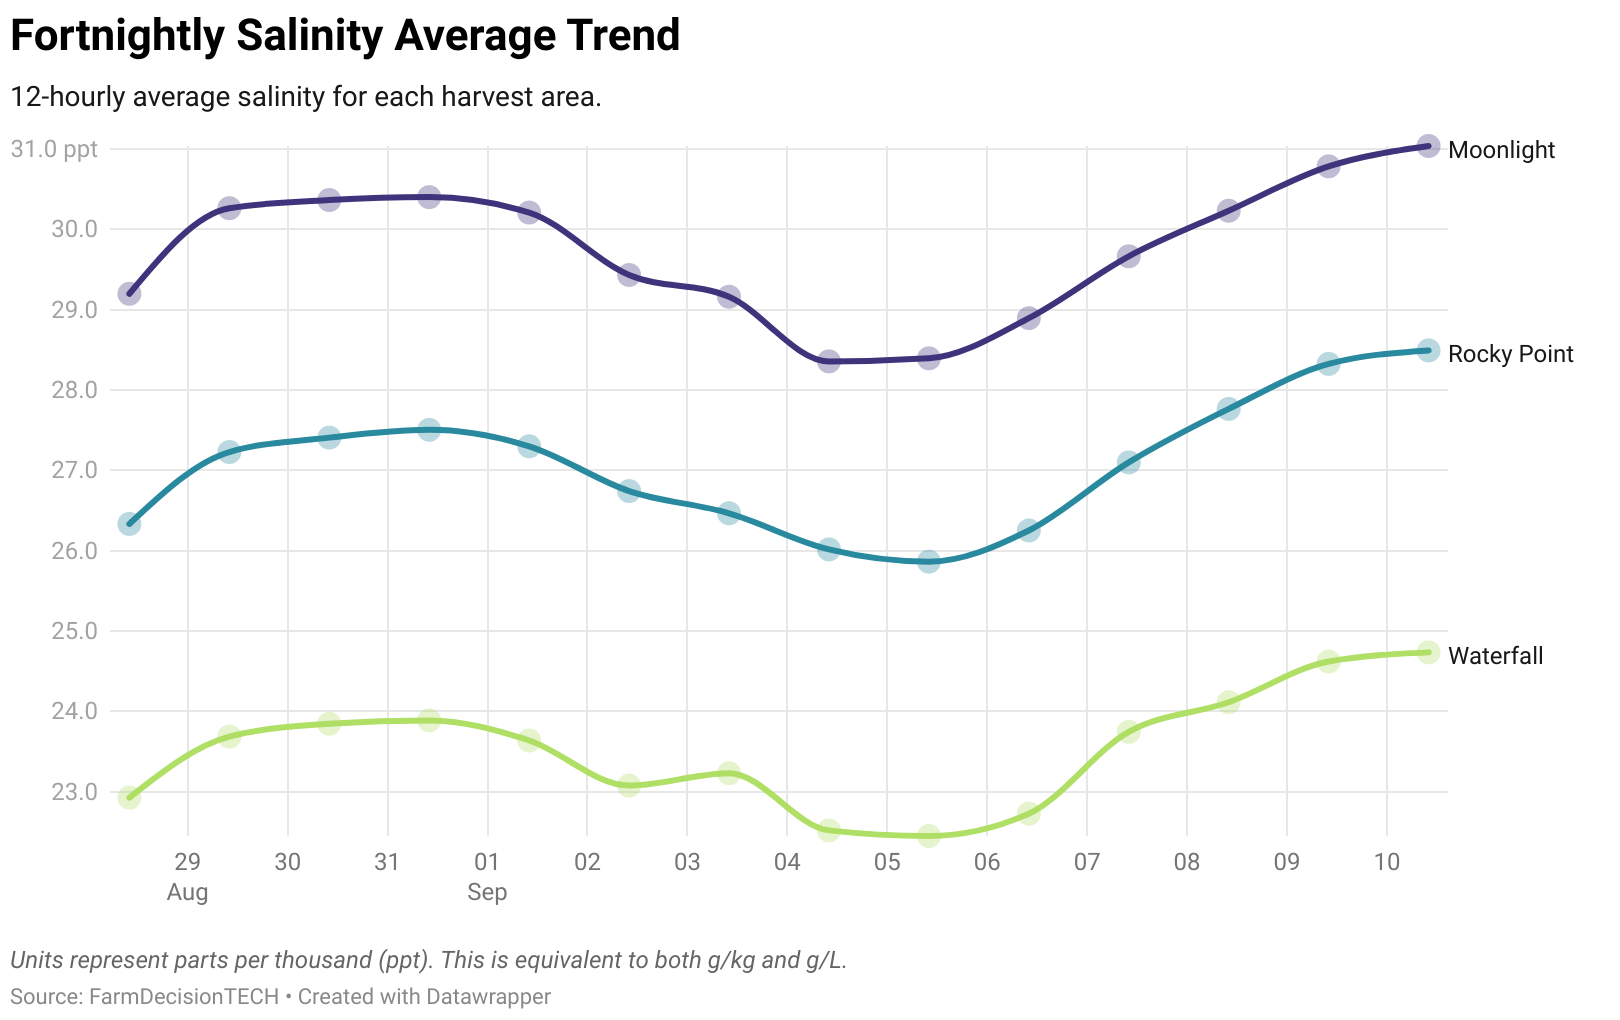 Fortnightly Salinity Average Trend
12-hourly average salinity for each harvest area.
31.0 ppt
Moonlight
30.0
29.0
Rocky Point
28.0
27.0
26.0
25.0
Waterfall
24.0
23.0
29 30 31 01 02 03 04 05 06 07 08 09 10
Aug Sep
Units represent parts per thousand (ppt). This is equivalent to both g/kg and g/L.
Source: FarmDecisionTECH • Created with Datawrapper